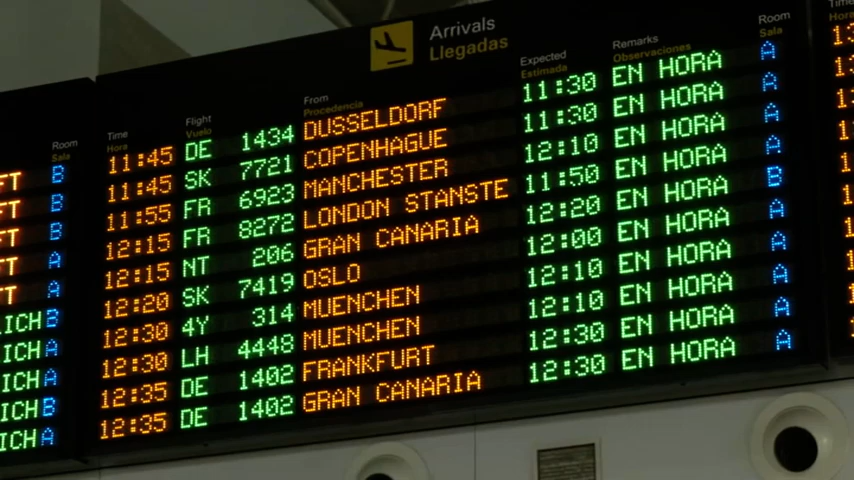 Arrivals
Llegadas
Room
Sala
B
B
B
A
A
B
A
A
B
A
Time Flight From Expected Remarks Room
Hora Vuelo Procedencia Estimada Observaciones Sala
11:45 DE 1434 DUSSELDORF 11:30 EN HORA A
11:45 SK 7721 COPENHAGUE 11:30 EN HORA A
11:55 FR 6923 MANCHESTER 12:10 EN HORA A
12:15 FR 8272 LONDON STANSTE 11:50 EN HORA A
12:15 NT 206 GRAN CANARIA 12:20 EN HORA B
12:20 SK 7419 OSLO 12:00 EN HORA A
12:30 4Y 314 MUENCHEN 12:10 EN HORA A
12:30 LH 4448 MUENCHEN 12:10 EN HORA A
12:35 DE 1402 FRANKFURT 12:30 EN HORA A
12:35 DE 1402 GRAN CANARIA 12:30 EN HORA A
Time
Hora